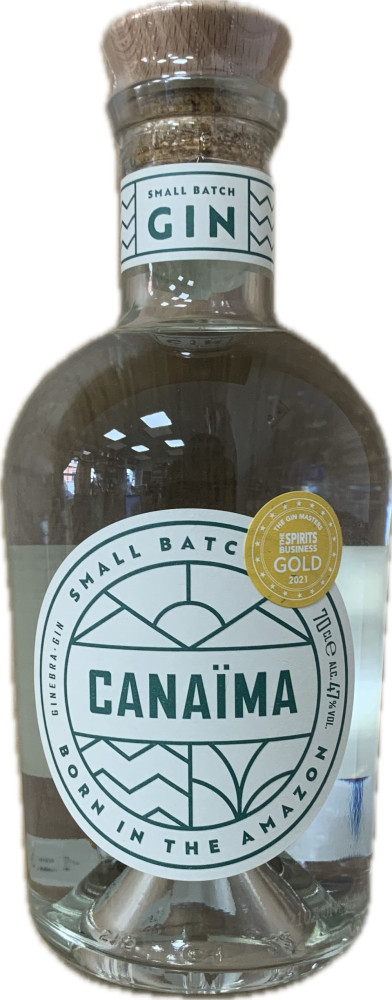 SMALL BATCH
GIN
THE GIN MASTERS
THE SPIRITS
BUSINESS
GOLD
2021
SMALL BATC
GINEBRA · GIN
70 CL e ALC. 47% VOL.
CANAÏMA
BORN IN THE AMAZON